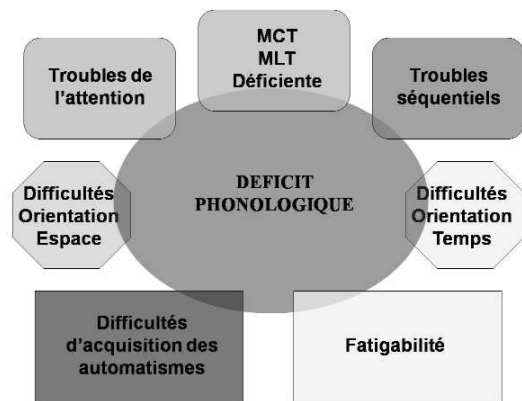 MCT
MLT
Déficiente
Troubles de
l'attention
Troubles
séquentiels
DEFICIT
PHONOLOGIQUE
Difficultés
Orientation
Espace
Difficultés
Orientation
Temps
Difficultés
d'acquisition des
automatismes
Fatigabilité